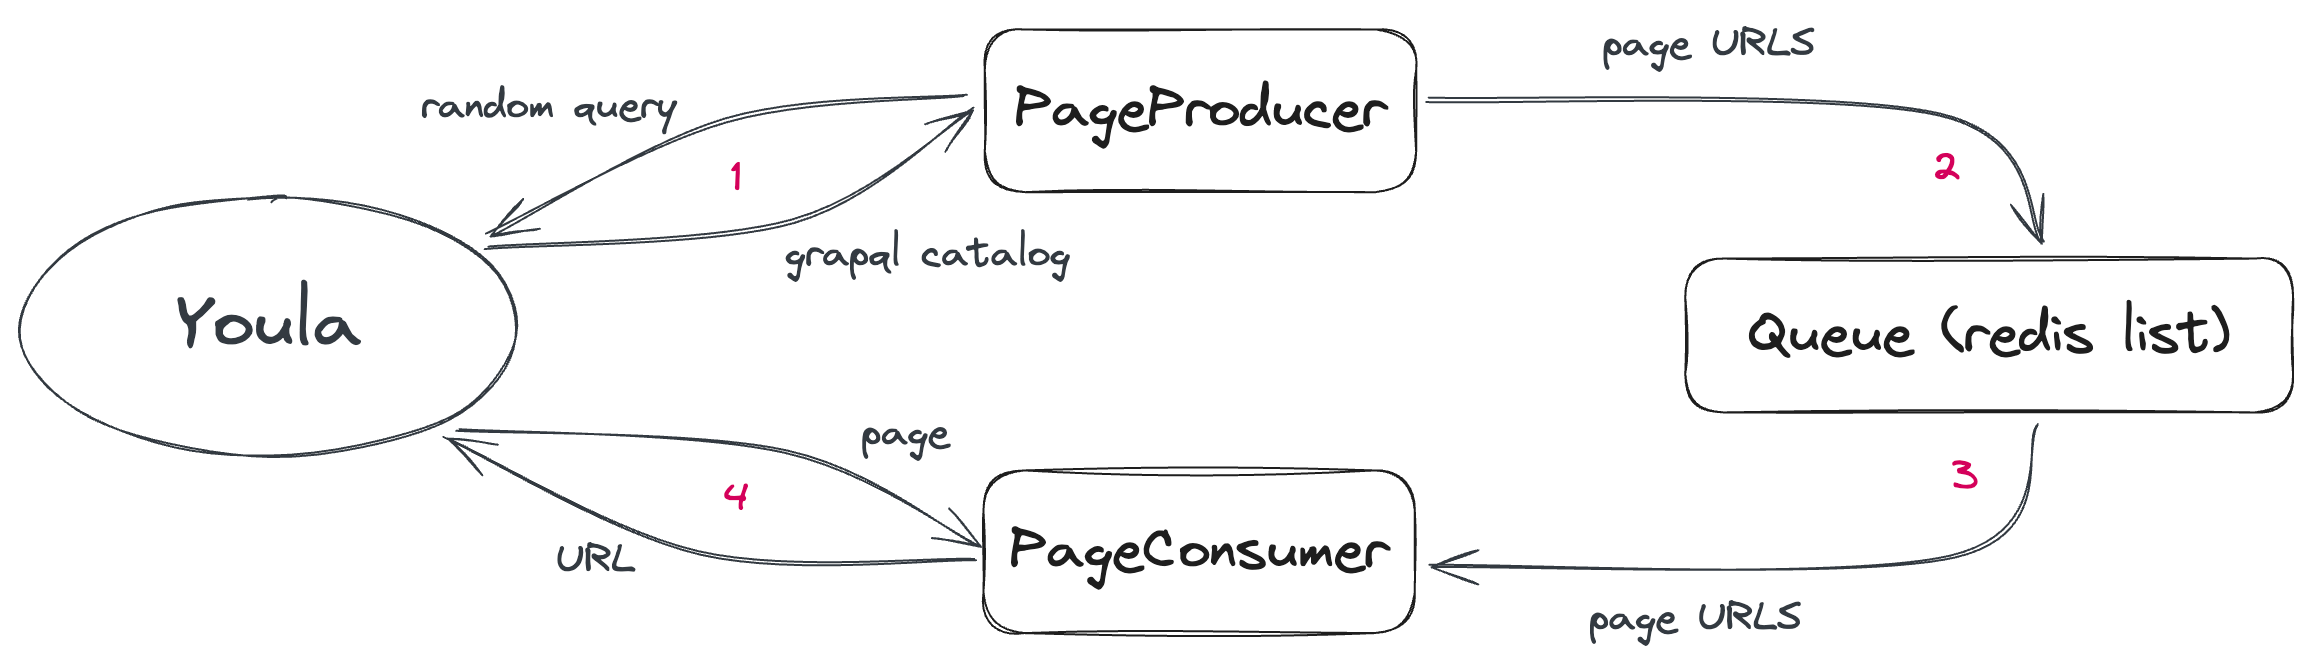 page URLS
random query
PageProducer
1
2
grapql catalog
Youla
Queue (redis list)
page
3
4
URL
PageConsumer
page URLS